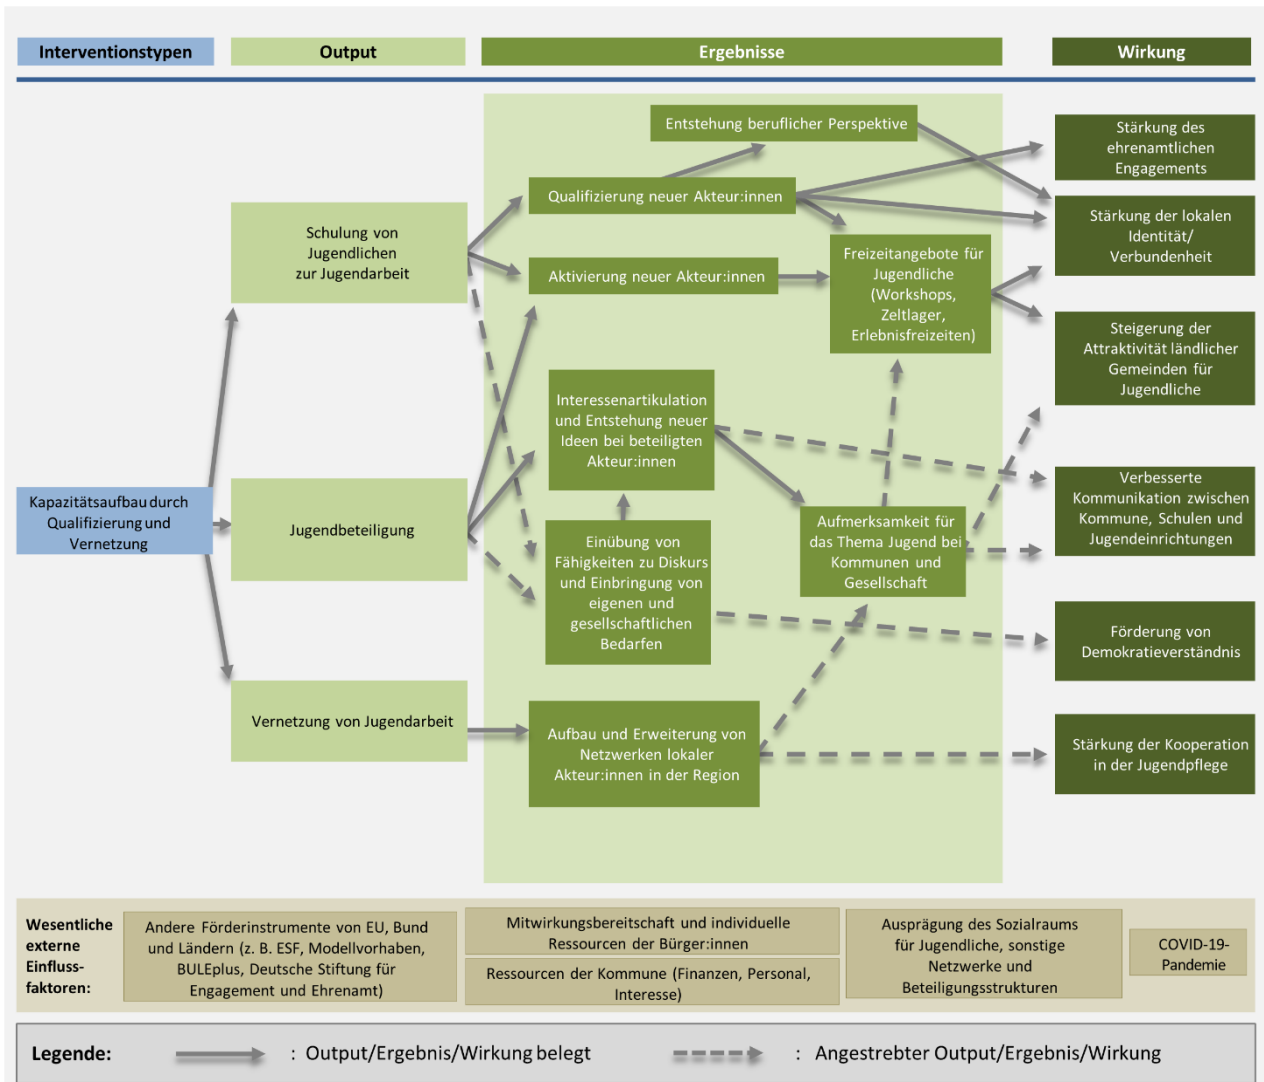 Interventionstypen
Output
Ergebnisse
Wirkung
Kapazitätsaufbau durch
Qualifizierung und
Vernetzung
Schulung von
Jugendlichen
zur Jugendarbeit
Jugendbeteiligung
Vernetzung von Jugendarbeit
Entstehung beruflicher Perspektive
Qualifizierung neuer Akteur:innen
Aktivierung neuer Akteur:innen
Freizeitangebote für
Jugendliche
(Workshops,
Zeltlager,
Erlebnisfreizeiten)
Interessenartikulation
und Entstehung neuer
Ideen bei beteiligten
Akteur:innen
Einübung von
Fähigkeiten zu Diskurs
und Einbringung von
eigenen und
gesellschaftlichen
Bedarfen
Aufmerksamkeit für
das Thema Jugend bei
Kommunen und
Gesellschaft
Aufbau und Erweiterung von
Netzwerken lokaler
Akteur:innen in der Region
Stärkung des
ehrenamtlichen
Engagements
Stärkung der lokalen
Identität/
Verbundenheit
Steigerung der
Attraktivität ländlicher
Gemeinden für
Jugendliche
Verbesserte
Kommunikation zwischen
Kommune, Schulen und
Jugendeinrichtungen
Förderung von
Demokratieverständnis
Stärkung der Kooperation
in der Jugendpflege
Wesentliche
externe
Einfluss-
faktoren:
Andere Förderinstrumente von EU, Bund
und Ländern (z. B. ESF, Modellvorhaben,
BULEplus, Deutsche Stiftung für
Engagement und Ehrenamt)
Mitwirkungsbereitschaft und individuelle
Ressourcen der Bürger:innen
Ressourcen der Kommune (Finanzen, Personal,
Interesse)
Ausprägung des Sozialraums
für Jugendliche, sonstige
Netzwerke und
Beteiligungsstrukturen
COVID-19-
Pandemie
Legende:
: Output/Ergebnis/Wirkung belegt
: Angestrebter Output/Ergebnis/Wirkung